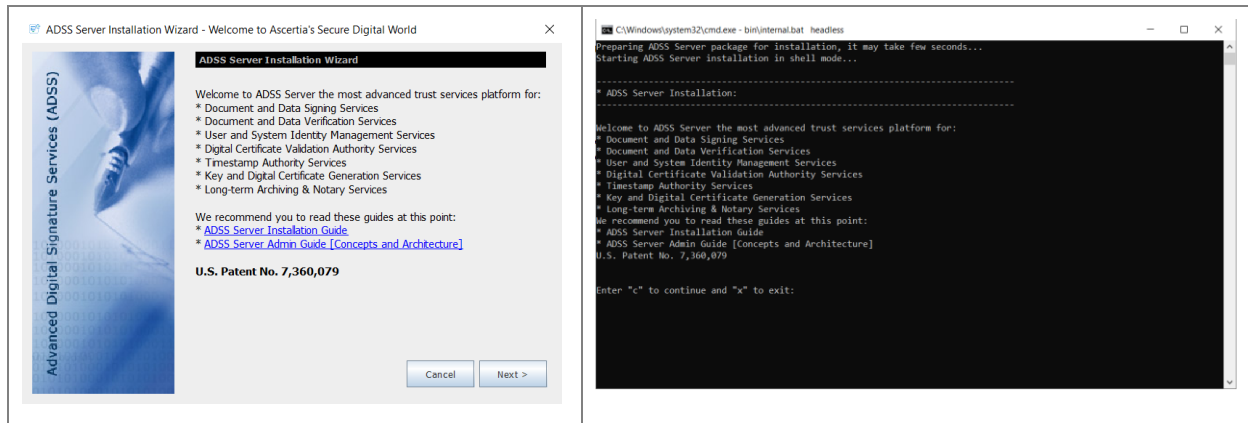 ADSS Server Installation Wizard - Welcome to Ascertia's Secure Digital World
Advanced Digital Signature Services (ADSS)
ADSS Server Installation Wizard
Welcome to ADSS Server the most advanced trust services platform for:
* Document and Data Signing Services
* Document and Data Verification Services
* User and System Identity Management Services
* Digital Certificate Validation Authority Services
* Timestamp Authority Services
* Key and Digital Certificate Generation Services
* Long-term Archiving & Notary Services
We recommend you to read these guides at this point:
* ADSS Server Installation Guide
* ADSS Server Admin Guide [Concepts and Architecture]
U.S. Patent No. 7,360,079
Cancel
Next >
C:\Windows\system32\cmd.exe - bin\internal.bat headless
Preparing ADSS Server package for installation, it may take few seconds...
Starting ADSS Server installation in shell mode...
--------------------------------------------------------------------------------
* ADSS Server Installation:
--------------------------------------------------------------------------------
Welcome to ADSS Server the most advanced trust services platform for:
* Document and Data Signing Services
* Document and Data Verification Services
* User and System Identity Management Services
* Digital Certificate Validation Authority Services
* Timestamp Authority Services
* Key and Digital Certificate Generation Services
* Long-term Archiving & Notary Services
We recommend you to read these guides at this point:
* ADSS Server Installation Guide
* ADSS Server Admin Guide [Concepts and Architecture]
U.S. Patent No. 7,360,079
Enter "c" to continue and "x" to exit: